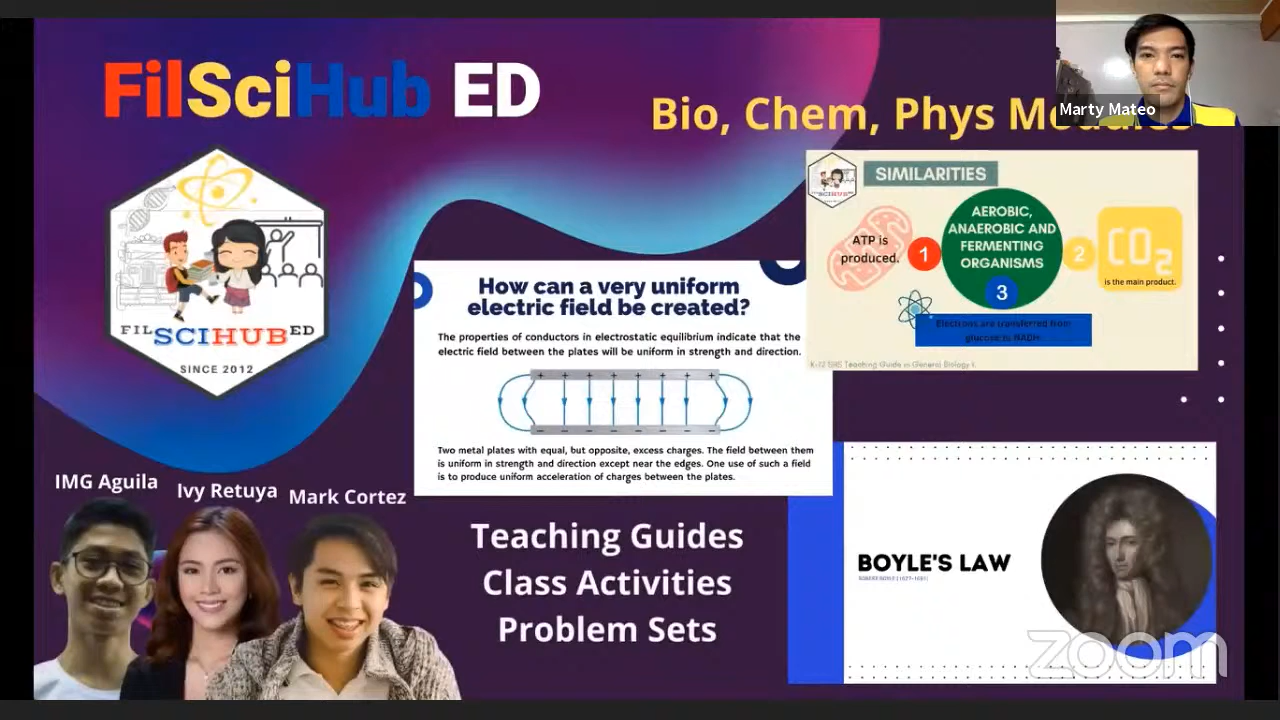 FilSciHub ED
Bio, Chem, Phys Modules
Marty Mateo
FILSCIHUBED
SINCE 2012
SIMILARITIES
ATP is
produced.
1
AEROBIC,
ANAEROBIC AND
FERMENTING
ORGANISMS
3
2
CO2
is the main product.
Electrons are transferred from
glucose to NADH.
K-12 SHS Teaching Guide in General Biology 1.
How can a very uniform
electric field be created?
The properties of conductors in electrostatic equilibrium indicate that the
electric field between the plates will be uniform in strength and direction.
+ + + + + + + +
Two metal plates with equal, but opposite, excess charges. The field between them
is uniform in strength and direction except near the edges. One use of such a field
is to produce uniform acceleration of charges between the plates.
IMG Aguila
Ivy Retuya
Mark Cortez
Teaching Guides
Class Activities
Problem Sets
BOYLE'S LAW
ROBERT BOYLE (1627-1691)
zoom